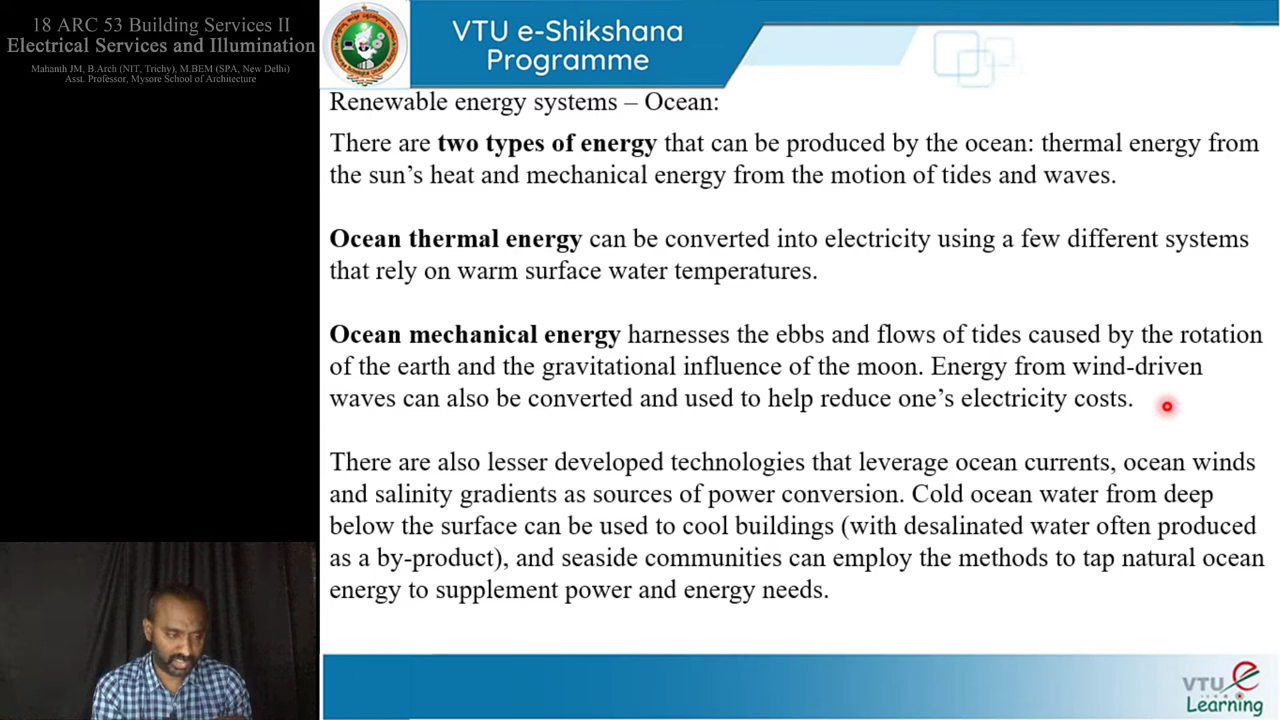 18 ARC 53 Building Services II
Electrical Services and Illumination
Mahanth JM, B.Arch (NIT, Trichy), M.BEM (SPA, New Delhi)
Asst. Professor, Mysore School of Architecture
VTU e-Shikshana
Programme
Renewable energy systems – Ocean:
There are two types of energy that can be produced by the ocean: thermal energy from
the sun’s heat and mechanical energy from the motion of tides and waves.
Ocean thermal energy can be converted into electricity using a few different systems
that rely on warm surface water temperatures.
Ocean mechanical energy harnesses the ebbs and flows of tides caused by the rotation
of the earth and the gravitational influence of the moon. Energy from wind-driven
waves can also be converted and used to help reduce one’s electricity costs.
There are also lesser developed technologies that leverage ocean currents, ocean winds
and salinity gradients as sources of power conversion. Cold ocean water from deep
below the surface can be used to cool buildings (with desalinated water often produced
as a by-product), and seaside communities can employ the methods to tap natural ocean
energy to supplement power and energy needs.
VTU e
Learning